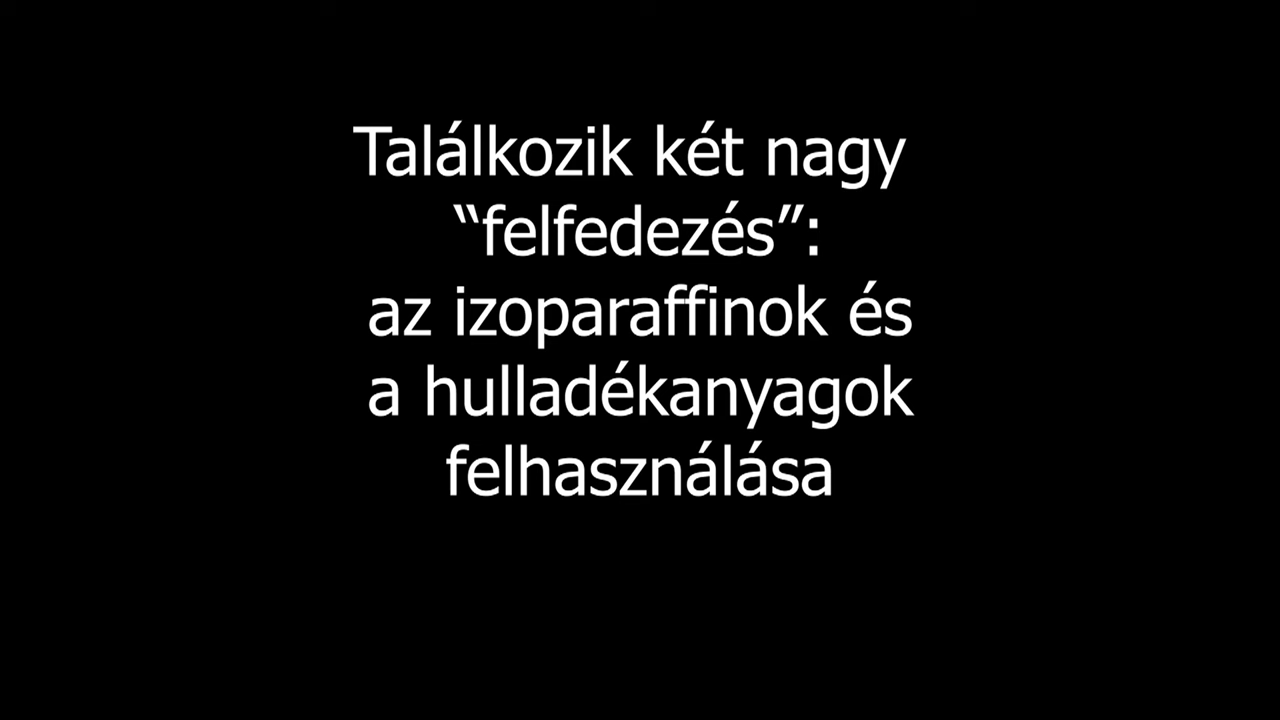 Találkozik két nagy
“felfedezés”:
az izoparaffinok és
a hulladékanyagok
felhasználása